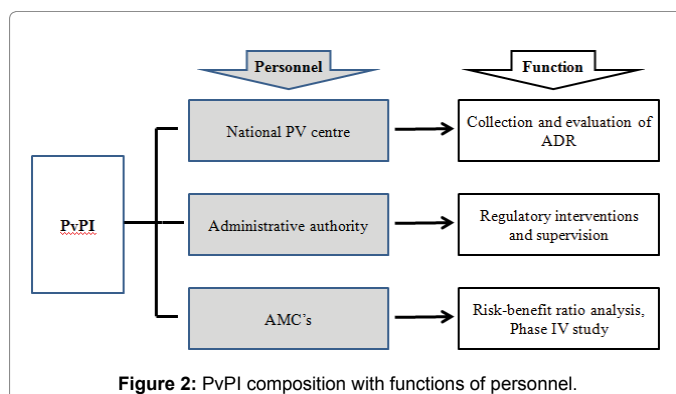 Personnel
Function
National PV centre
Collection and evaluation of
ADR
PvPI
Administrative authority
Regulatory interventions
and supervision
AMC's
Risk-benefit ratio analysis,
Phase IV study
Figure 2: PvPI composition with functions of personnel.